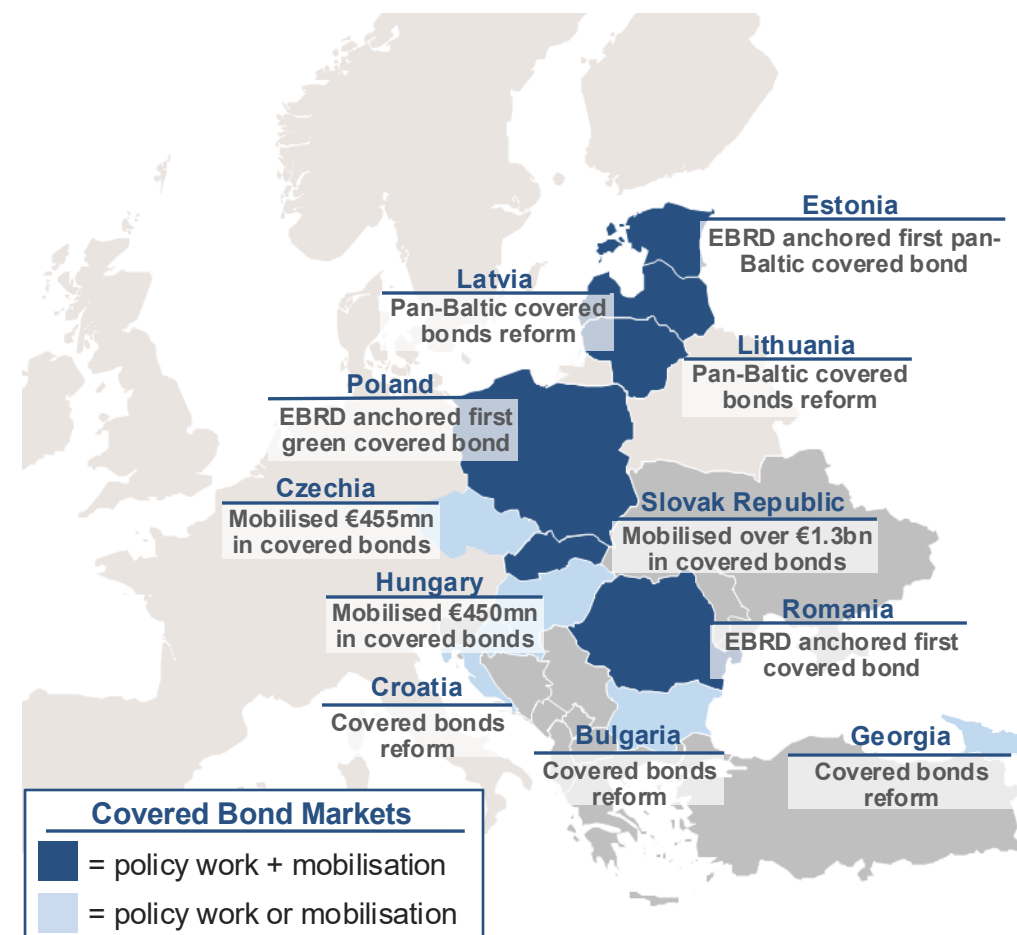 Estonia
EBRD anchored first pan-
Baltic covered bond
Latvia
Pan-Baltic covered
bonds reform
Lithuania
Pan-Baltic covered
bonds reform
Poland
EBRD anchored first
green covered bond
Czechia
Mobilised €455mn
in covered bonds
Slovak Republic
Mobilised over €1.3bn
in covered bonds
Hungary
Mobilised €450mn
in covered bonds
Romania
EBRD anchored first
covered bond
Croatia
Covered bonds
reform
Bulgaria
Covered bonds
reform
Georgia
Covered bonds
reform
Covered Bond Markets
= policy work + mobilisation
= policy work or mobilisation